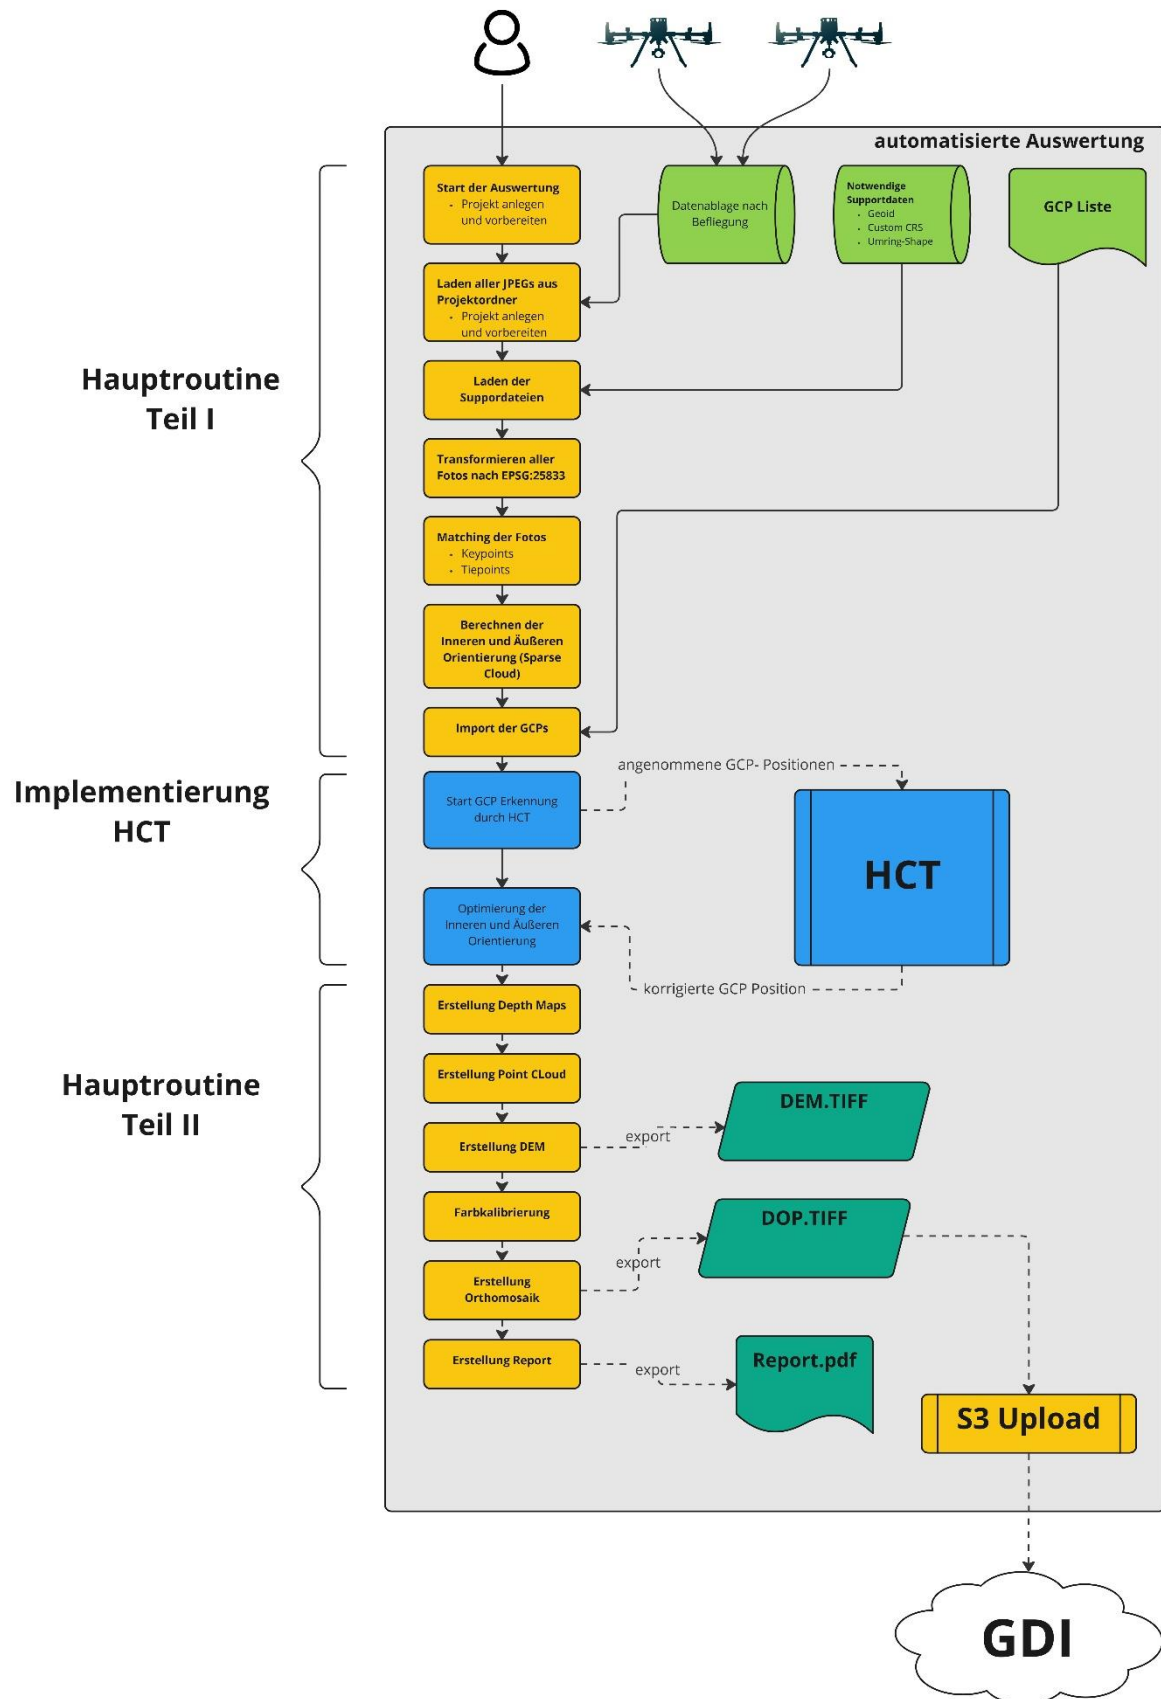 automatisierte Auswertung
Start der Auswertung
• Projekt anlegen
und vorbereiten
Datenablage nach
Befliegung
Notwendige
Supportdaten
• Geoid
• Custom CRS
• Umring-Shape
GCP Liste
Laden aller JPEGs aus
Projektordner
• Projekt anlegen
und vorbereiten
Hauptroutine
Teil I
Laden der
Suppordateien
Transformieren aller
Fotos nach EPSG:25833
Matching der Fotos
• Keypoints
• Tiepoints
Berechnen der
Inneren und Äußeren
Orientierung (Sparse
Cloud)
Import der GCPs
Implementierung
HCT
angenommene GCP- Positionen
Start GCP Erkennung
durch HCT
HCT
Optimierung der
Inneren und Äußeren
Orientierung
korrigierte GCP Position
Hauptroutine
Teil II
Erstellung Depth Maps
Erstellung Point CLoud
Erstellung DEM
export
DEM.TIFF
Farbkalibrierung
DOP.TIFF
export
Erstellung
Orthomosaik
Erstellung Report
export
Report.pdf
S3 Upload
GDI